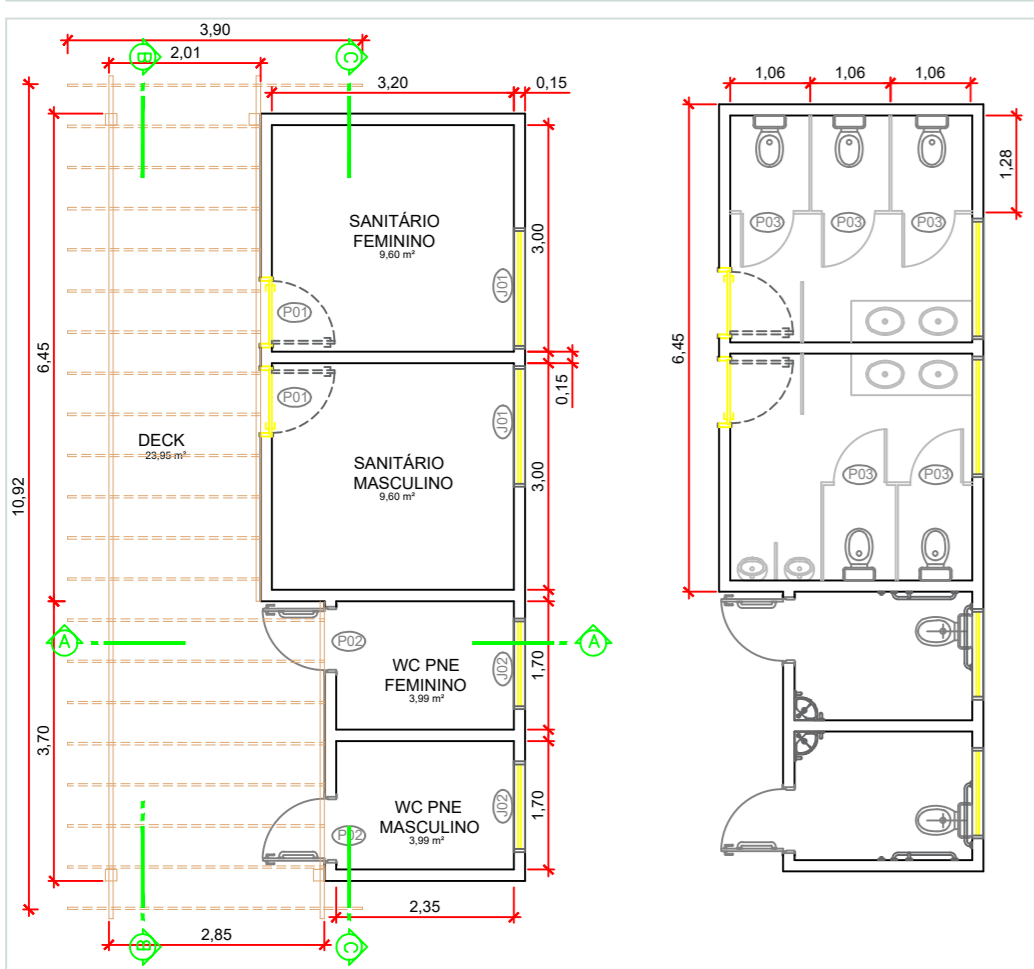 3,90
2,01
B
C
3,20
0,15
SANITÁRIO
FEMININO
9,60 m²
3,00
J01
P01
6,45
0,15
P01
J01
DECK
23,95 m²
SANITÁRIO
MASCULINO
9,60 m²
3,00
10,92
A
A
P02
WC PNE
FEMININO
3,99 m²
J02
1,70
3,70
WC PNE
MASCULINO
3,99 m²
P02
J02
1,70
2,35
2,85
B
C
1,06
1,06
1,06
1,28
P03
P03
P03
6,45
P03
P03